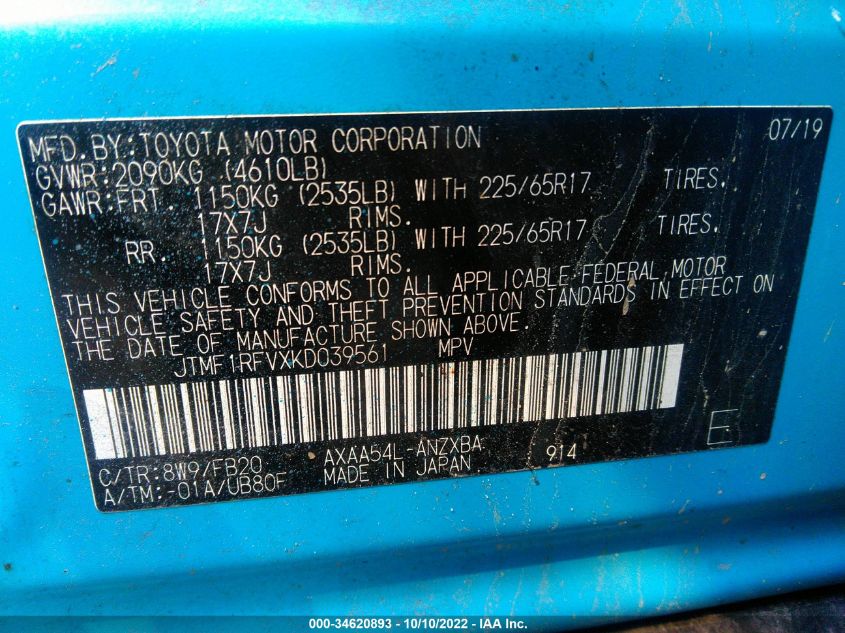 MFD.BY:TOYOTA MOTOR CORPORATION 07/19
GVWR:2090KG (4610LB)
GAWR:FRT. 1150KG (2535LB) WITH 225/65R17 TIRES.
17X7J RIMS.
RR. 1150KG (2535LB) WITH 225/65R17 TIRES.
17X7J RIMS.
THIS VEHICLE CONFORMS TO ALL APPLICABLE FEDERAL MOTOR
VEHICLE SAFETY AND THEFT PREVENTION STANDARDS IN EFFECT ON
THE DATE OF MANUFACTURE SHOWN ABOVE.
JTMF1RFVXKD039561 MPV
C/TR:8W9/FB20 AXAA54L-ANZXBA 914 E
A/TM:-01A/UB80F MADE IN JAPAN
000-34620893 - 10/10/2022 - IAA Inc.